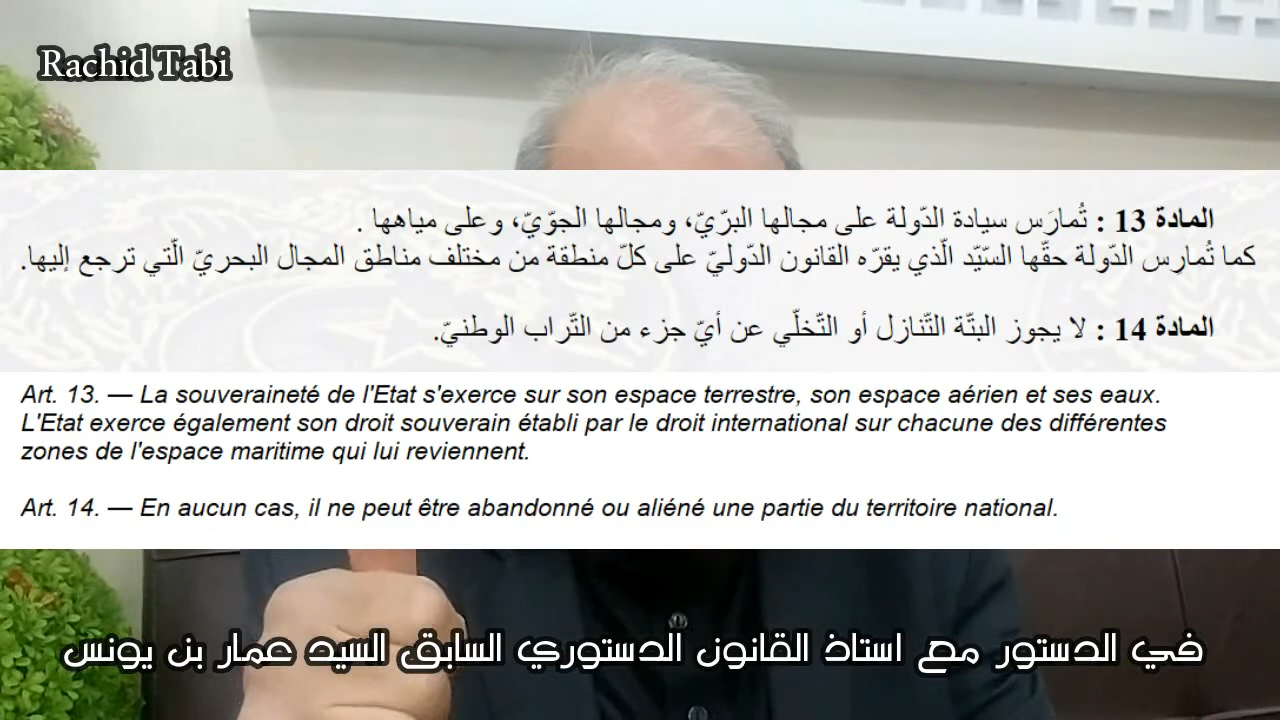 Rachid Tabi
المادة 13 : تُمارَس سيادة الدّولة على مجالها البرّيّ، ومجالها الجوّيّ، وعلى مياهها .
كما تُمارِس الدّولة حقّها السّيّد الّذي يقرّه القانون الدّوليّ على كلّ منطقة من مختلف مناطق المجال البحريّ الّتي ترجع إليها.
المادة 14 : لا يجوز البتّة التّنازل أو التّخلّي عن أيّ جزء من التّراب الوطنيّ.
Art. 13. — La souveraineté de l'Etat s'exerce sur son espace terrestre, son espace aérien et ses eaux.
L'Etat exerce également son droit souverain établi par le droit international sur chacune des différentes
zones de l'espace maritime qui lui reviennent.
Art. 14. — En aucun cas, il ne peut être abandonné ou aliéné une partie du territoire national.
في الدستور مع استاذ القانون الدستوري السابق السيد عمار بن يونس